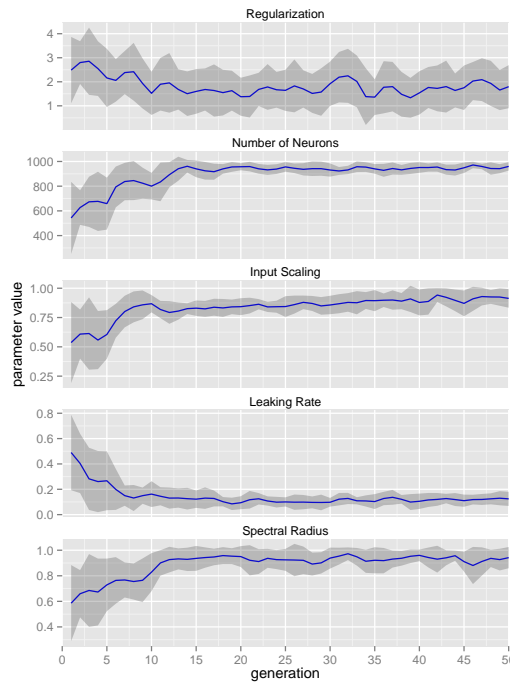 Regularization
4
3
2
1
Number of Neurons
1000
800
600
400
Input Scaling
1.00
0.75
0.50
0.25
parameter value
Leaking Rate
0.8
0.6
0.4
0.2
0.0
Spectral Radius
1.0
0.8
0.6
0.4
0 5 10 15 20 25 30 35 40 45 50
generation